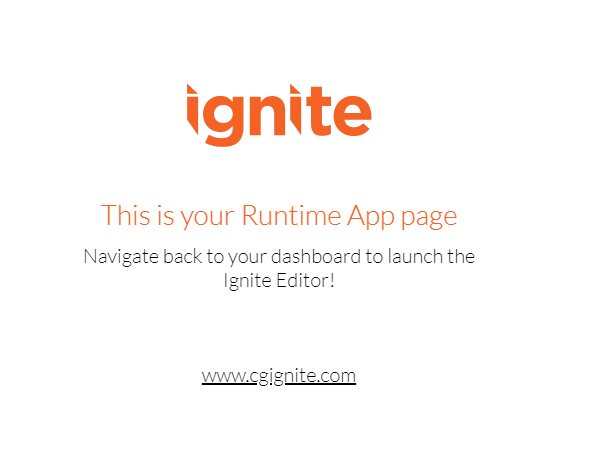 ignite
This is your Runtime App page
Navigate back to your dashboard to launch the
Ignite Editor!
www.cgignite.com